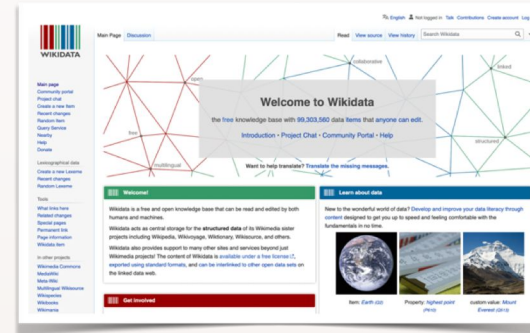 English Not logged in Talk Contributions Create account Log
Main Page Discussion Read View source View history Search Wikidata
WIKIDATA
Main page
Community portal
Project chat
Create a new item
Recent changes
Random Item
Query Service
Nearby
Help
Donate
Lexicographical data
Create a new Lexeme
Recent changes
Random Lexeme
Tools
What links here
Related changes
Special pages
Permanent link
Page information
Wikidata item
In other projects
Wikimedia Commons
MediaWiki
Meta-Wiki
Multilingual Wikisource
Wikispecies
Wikibooks
Wikimania
collaborative
linked
open
free
multilingual
structured
Welcome to Wikidata
the free knowledge base with 99,303,560 data items that anyone can edit.
Introduction • Project Chat • Community Portal • Help
Want to help translate? Translate the missing messages.
Welcome!
Wikidata is a free and open knowledge base that can be read and edited by both
humans and machines.
Wikidata acts as central storage for the structured data of its Wikimedia sister
projects including Wikipedia, Wikivoyage, Wiktionary, Wikisource, and others.
Wikidata also provides support to many other sites and services beyond just
Wikimedia projects! The content of Wikidata is available under a free license,
exported using standard formats, and can be interlinked to other open data sets on
the linked data web.
Get involved
Learn about data
New to the wonderful world of data? Develop and improve your data literacy through
content designed to get you up to speed and feeling comfortable with the
fundamentals in no time.
Item: Earth (Q2)
Property: highest point
(P610)
custom value: Mount
Everest (Q513)